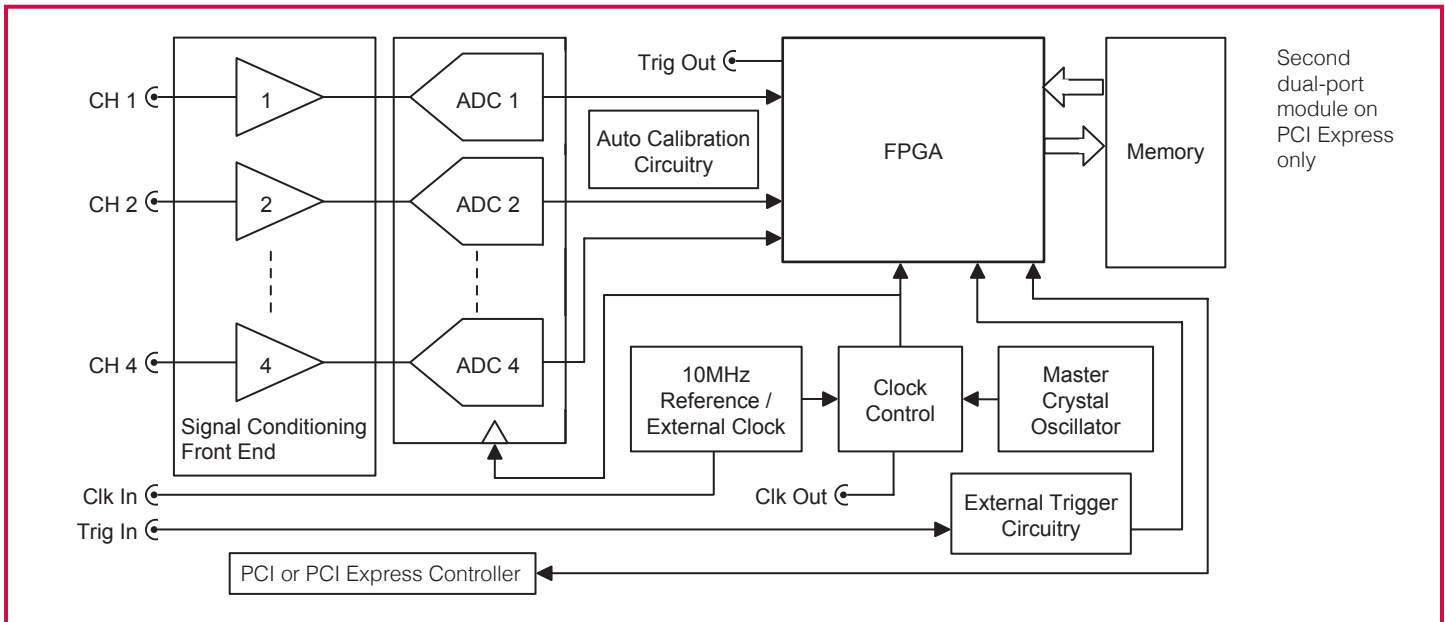 CH 1
1
ADC 1
Trig Out
Auto Calibration
Circuitry
FPGA
Memory
Second
dual-port
module on
PCI Express
only
CH 2
2
ADC 2
CH 4
4
ADC 4
Signal Conditioning
Front End
10MHz
Reference /
External Clock
Clock
Control
Master
Crystal
Oscillator
Clk In
Clk Out
External Trigger
Circuitry
Trig In
PCI or PCI Express Controller